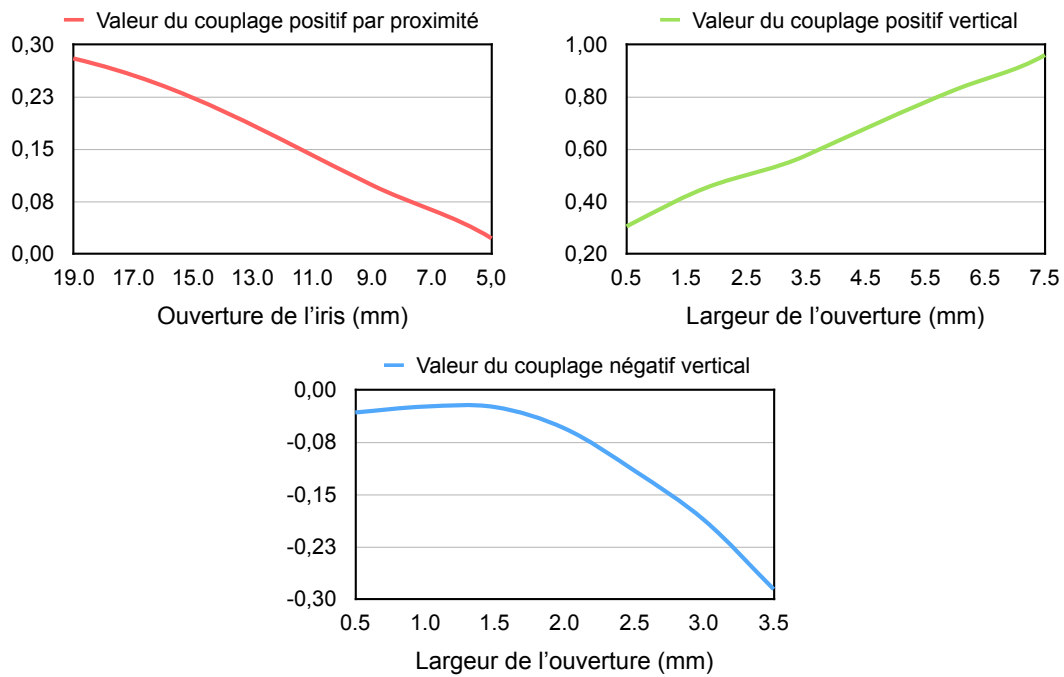 Valeur du couplage positif par proximité
0,30
0,23
0,15
0,08
0,00
19.0 17.0 15.0 13.0 11.0 9.0 7.0 5,0
Ouverture de l'iris (mm)
Valeur du couplage positif vertical
1,00
0,80
0,60
0,40
0,20
0.5 1.5 2.5 3.5 4.5 5.5 6.5 7.5
Largeur de l'ouverture (mm)
Valeur du couplage négatif vertical
0,00
-0,08
-0,15
-0,23
-0,30
0.5 1.0 1.5 2.0 2.5 3.0 3.5
Largeur de l'ouverture (mm)